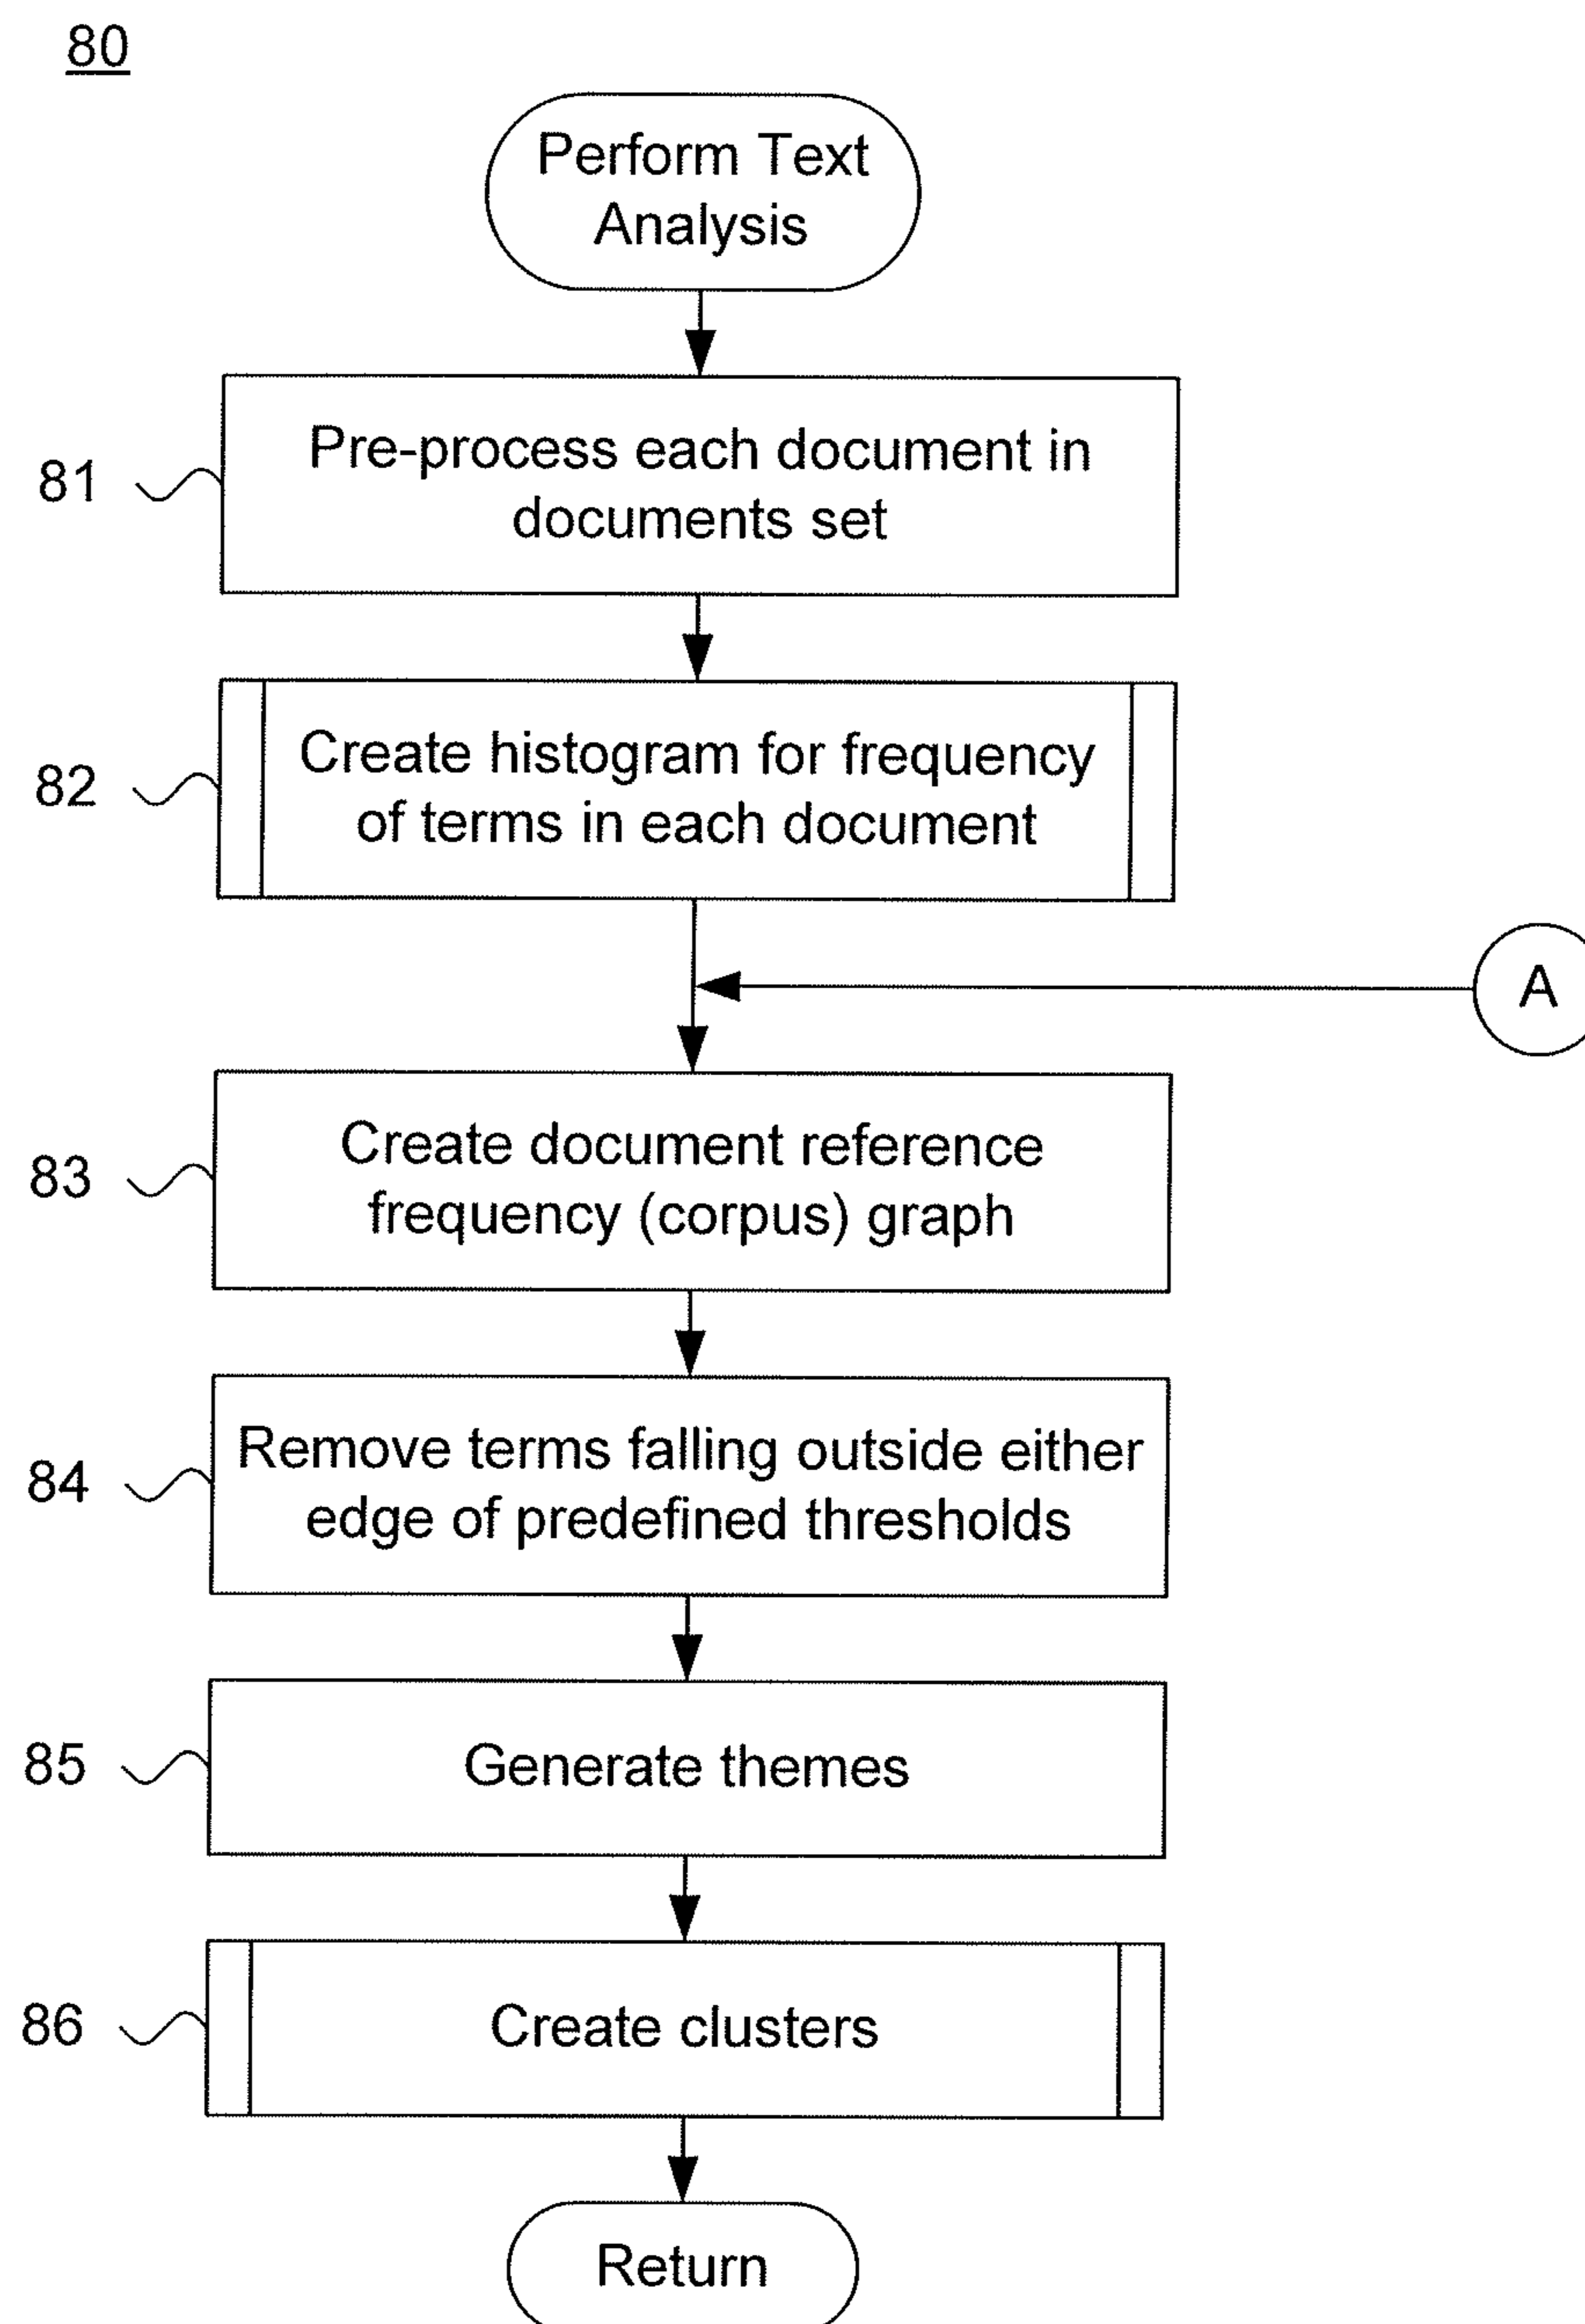 80
Perform Text
Analysis
81
Pre-process each document in
documents set
82
Create histogram for frequency
of terms in each document
A
83
Create document reference
frequency (corpus) graph
84
Remove terms falling outside either
edge of predefined thresholds
85
Generate themes
86
Create clusters
Return